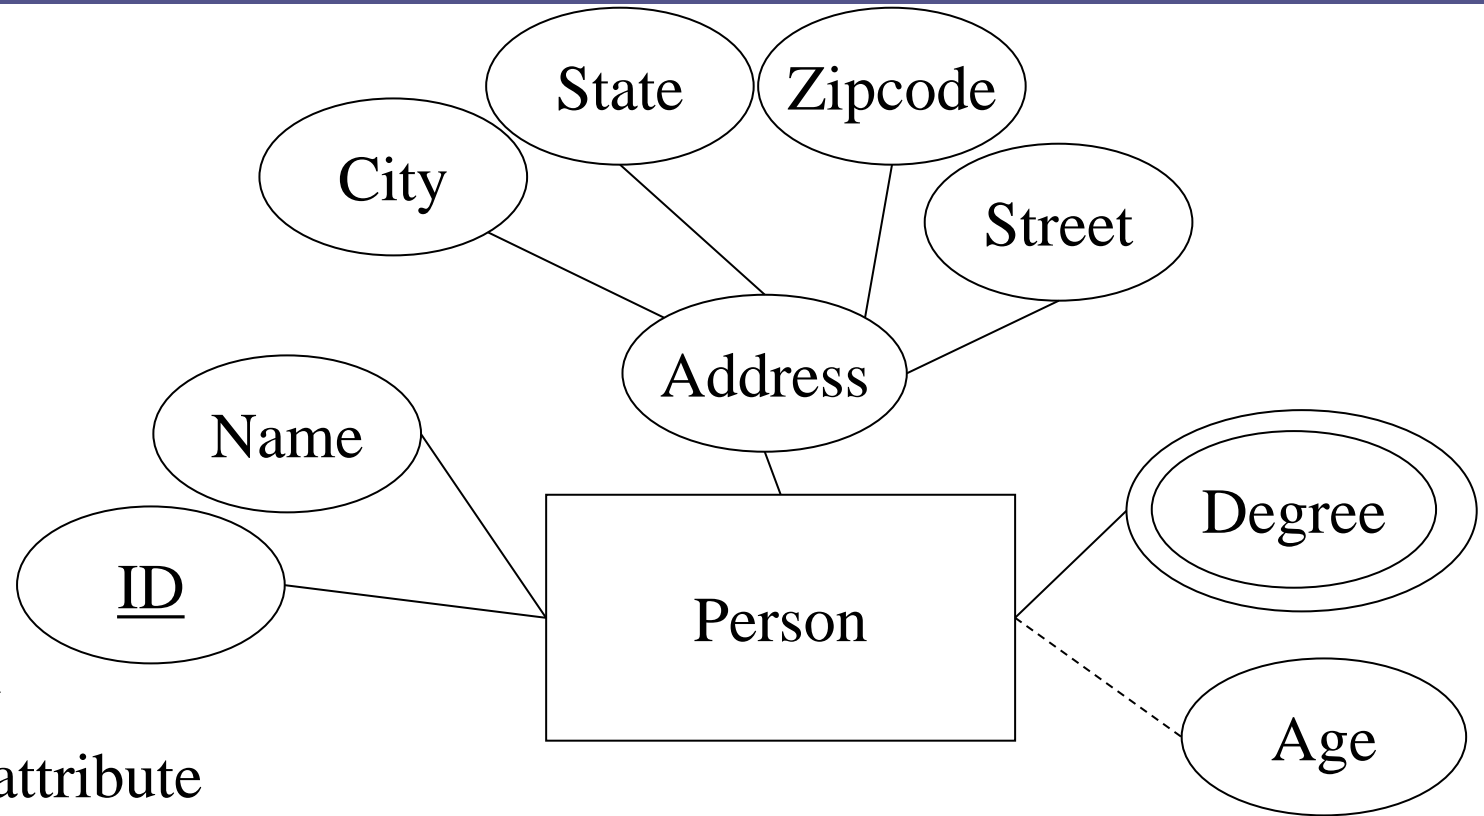 State
Zipcode
City
Street
Address
Name
Degree
ID
Person
Age
attribute